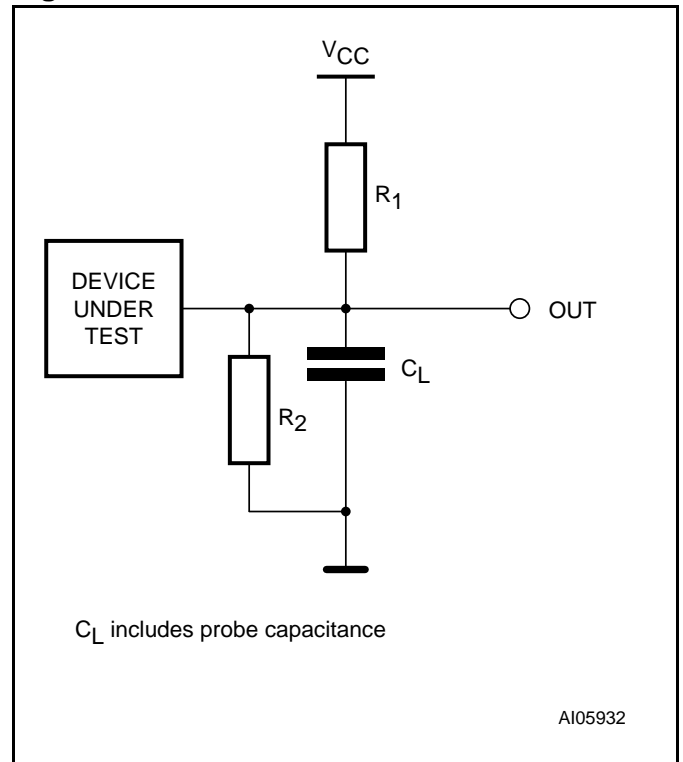 VCC
R1
DEVICE
UNDER
TEST
OUT
CL
R2
CL includes probe capacitance
AI05932